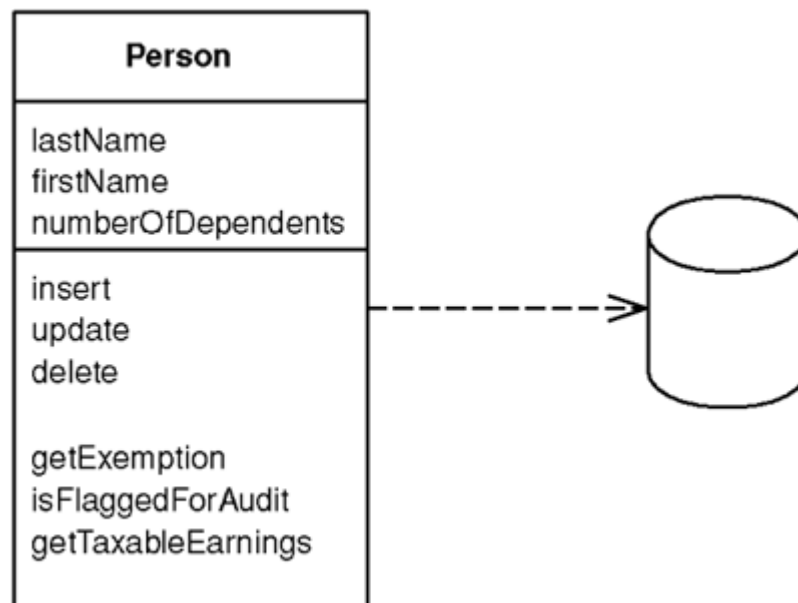 Person
lastName
firstName
numberOfDependents
insert
update
delete
getExemption
isFlaggedForAudit
getTaxableEarnings